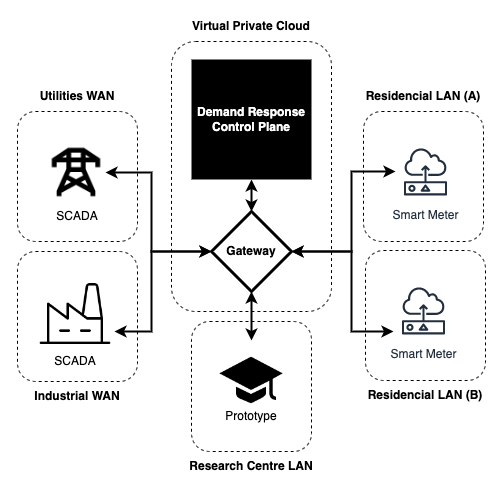 Virtual Private Cloud
Utilities WAN
Demand Response
Control Plane
Residencial LAN (A)
SCADA
Smart Meter
Gateway
SCADA
Smart Meter
Industrial WAN
Prototype
Residencial LAN (B)
Research Centre LAN